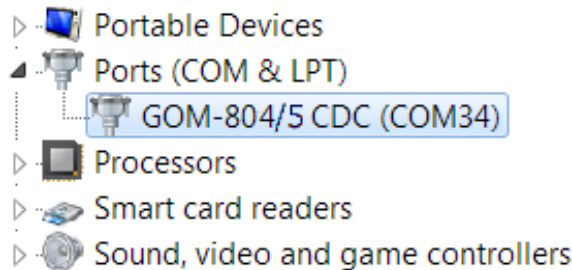 Portable Devices
Ports (COM & LPT)
GOM-804/5 CDC (COM34)
Processors
Smart card readers
Sound, video and game controllers